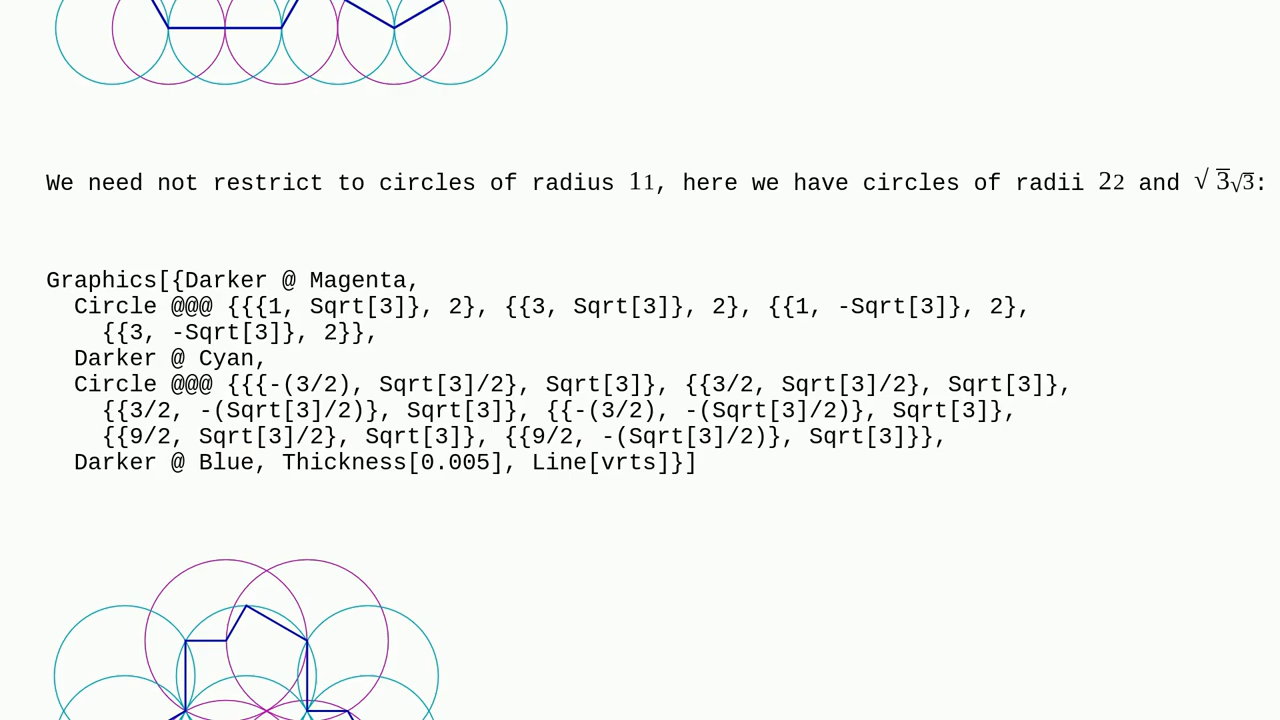 We need not restrict to circles of radius 11, here we have circles of radii 22 and √3√3:
Graphics[{Darker @ Magenta,
Circle @@@ {{{1, Sqrt[3]}, 2}, {{3, Sqrt[3]}, 2}, {{1, -Sqrt[3]}, 2},
{{3, -Sqrt[3]}, 2}},
Darker @ Cyan,
Circle @@@ {{{-(3/2), Sqrt[3]/2}, Sqrt[3]}, {{3/2, Sqrt[3]/2}, Sqrt[3]},
{{3/2, -(Sqrt[3]/2)}, Sqrt[3]}, {{-(3/2), -(Sqrt[3]/2)}, Sqrt[3]},
{{9/2, Sqrt[3]/2}, Sqrt[3]}, {{9/2, -(Sqrt[3]/2)}, Sqrt[3]}},
Darker @ Blue, Thickness[0.005], Line[vrts]}]